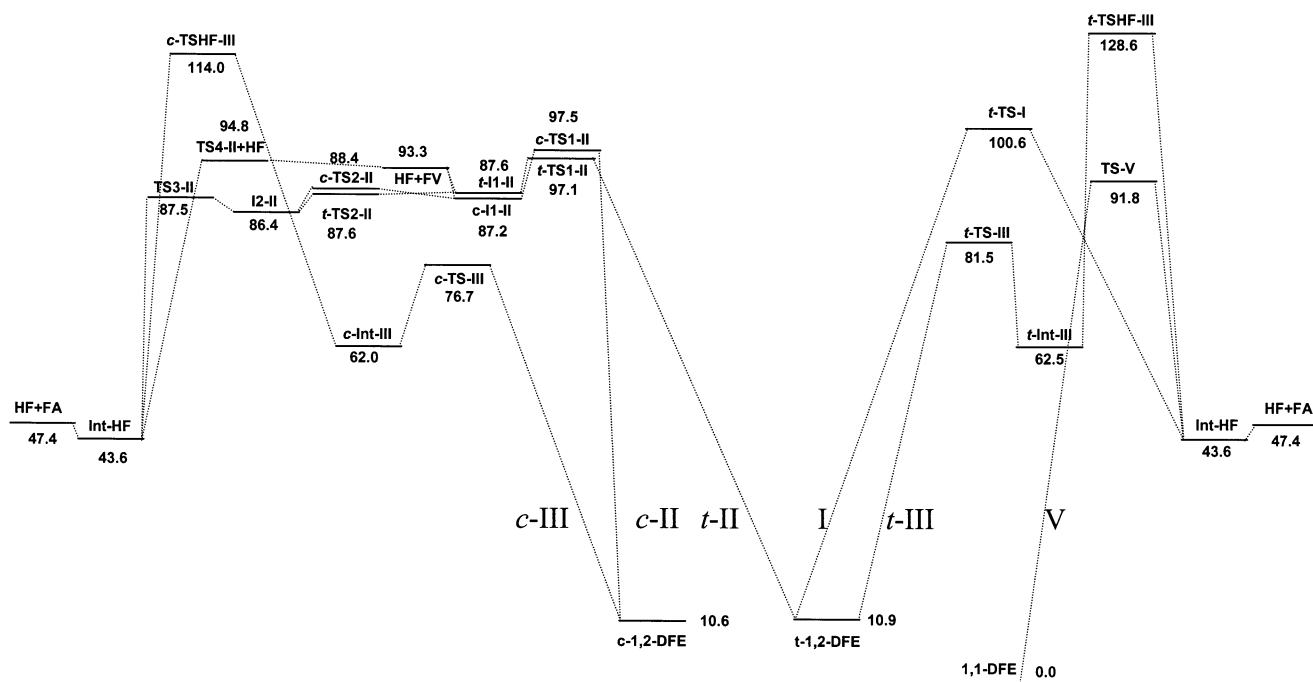 c-TSHF-III
114.0
t-TSHF-III
128.6
94.8
TS4-II+HF
88.4
c-TS2-II
93.3
HF+FV
87.6
t-I1-II
97.5
c-TS1-II
t-TS1-II
97.1
t-TS-I
100.6
TS-V
91.8
TS3-II
87.5
I2-II
86.4
t-TS2-II
87.6
c-I1-II
87.2
t-TS-III
81.5
c-TS-III
76.7
c-Int-III
62.0
t-Int-III
62.5
HF+FA
47.4
Int-HF
43.6
Int-HF
43.6
HF+FA
47.4
c-III
c-II
t-II
I
t-III
V
c-1,2-DFE
10.6
t-1,2-DFE
10.9
1,1-DFE
0.0